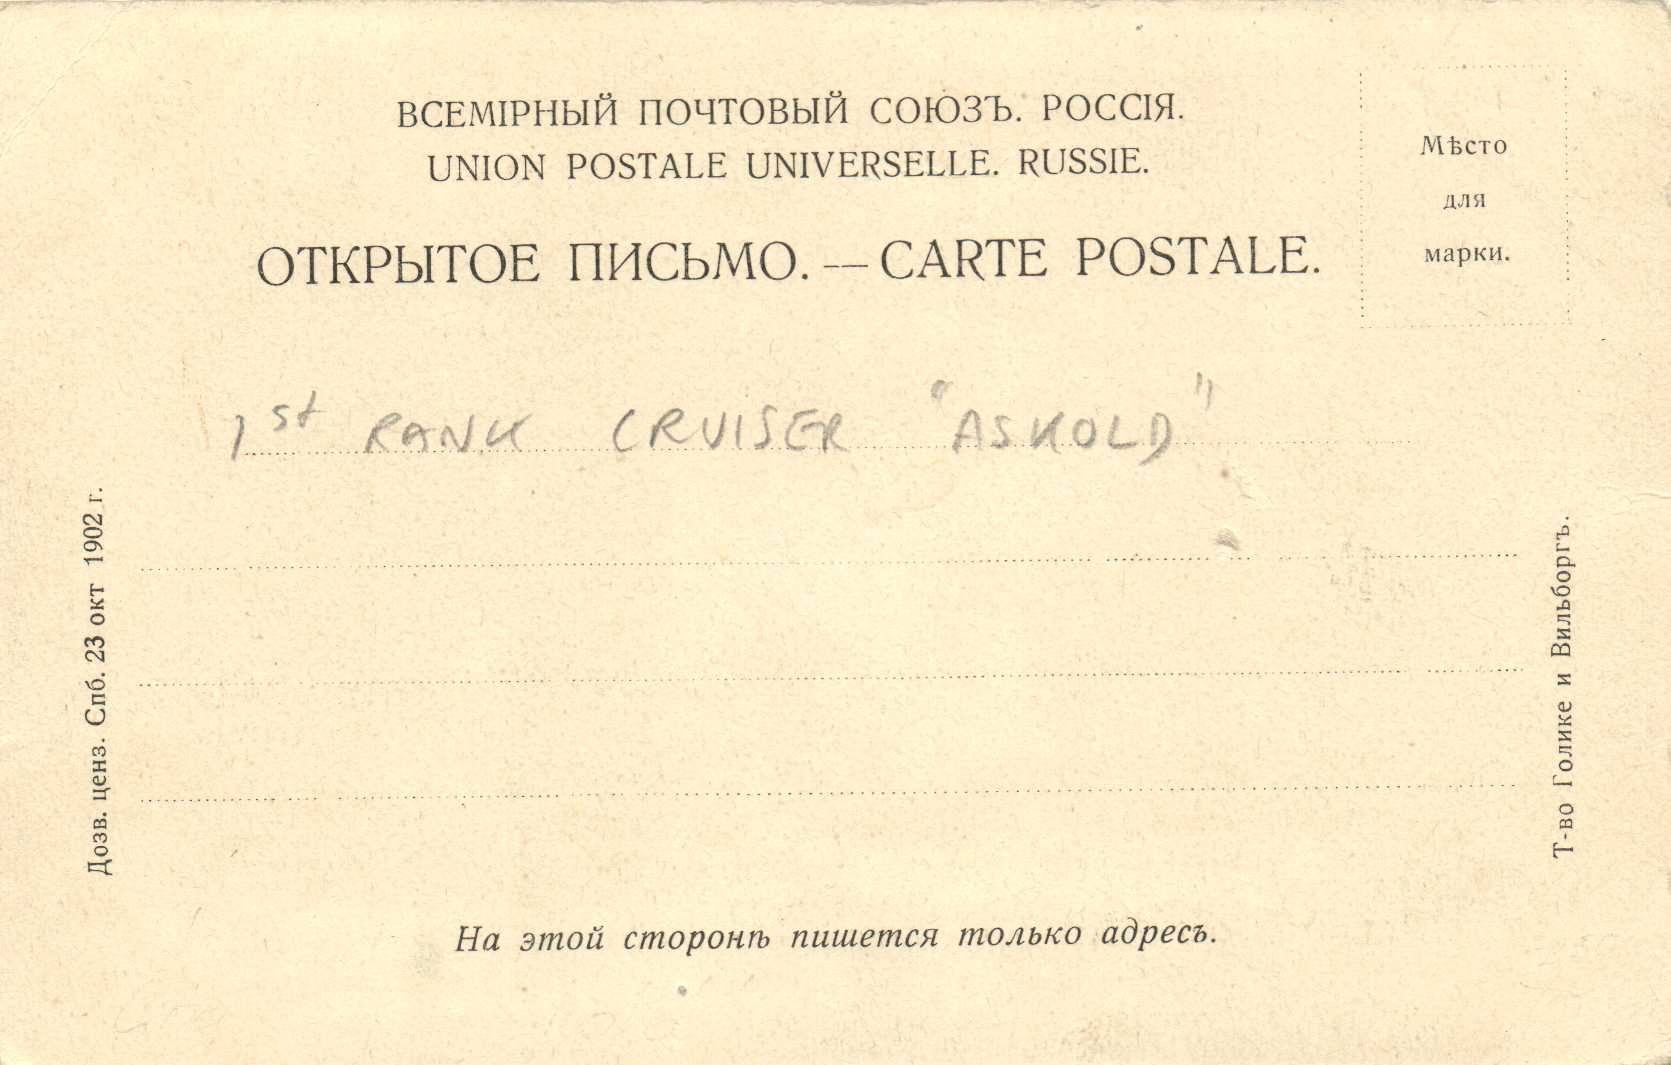 ВСЕМІРНЫЙ ПОЧТОВЫЙ СОЮЗЪ. РОССІЯ.
UNION POSTALE UNIVERSELLE. RUSSIE.
ОТКРЫТОЕ ПИСЬМО. — CARTE POSTALE.
Мѣсто
для
марки.
1st RANK CRUISER "ASKOLD"
Дозв. ценз. Спб. 23 окт 1902 г.
Т-во Голике и Вильборгъ.
На этой сторонѣ пишется только адресъ.